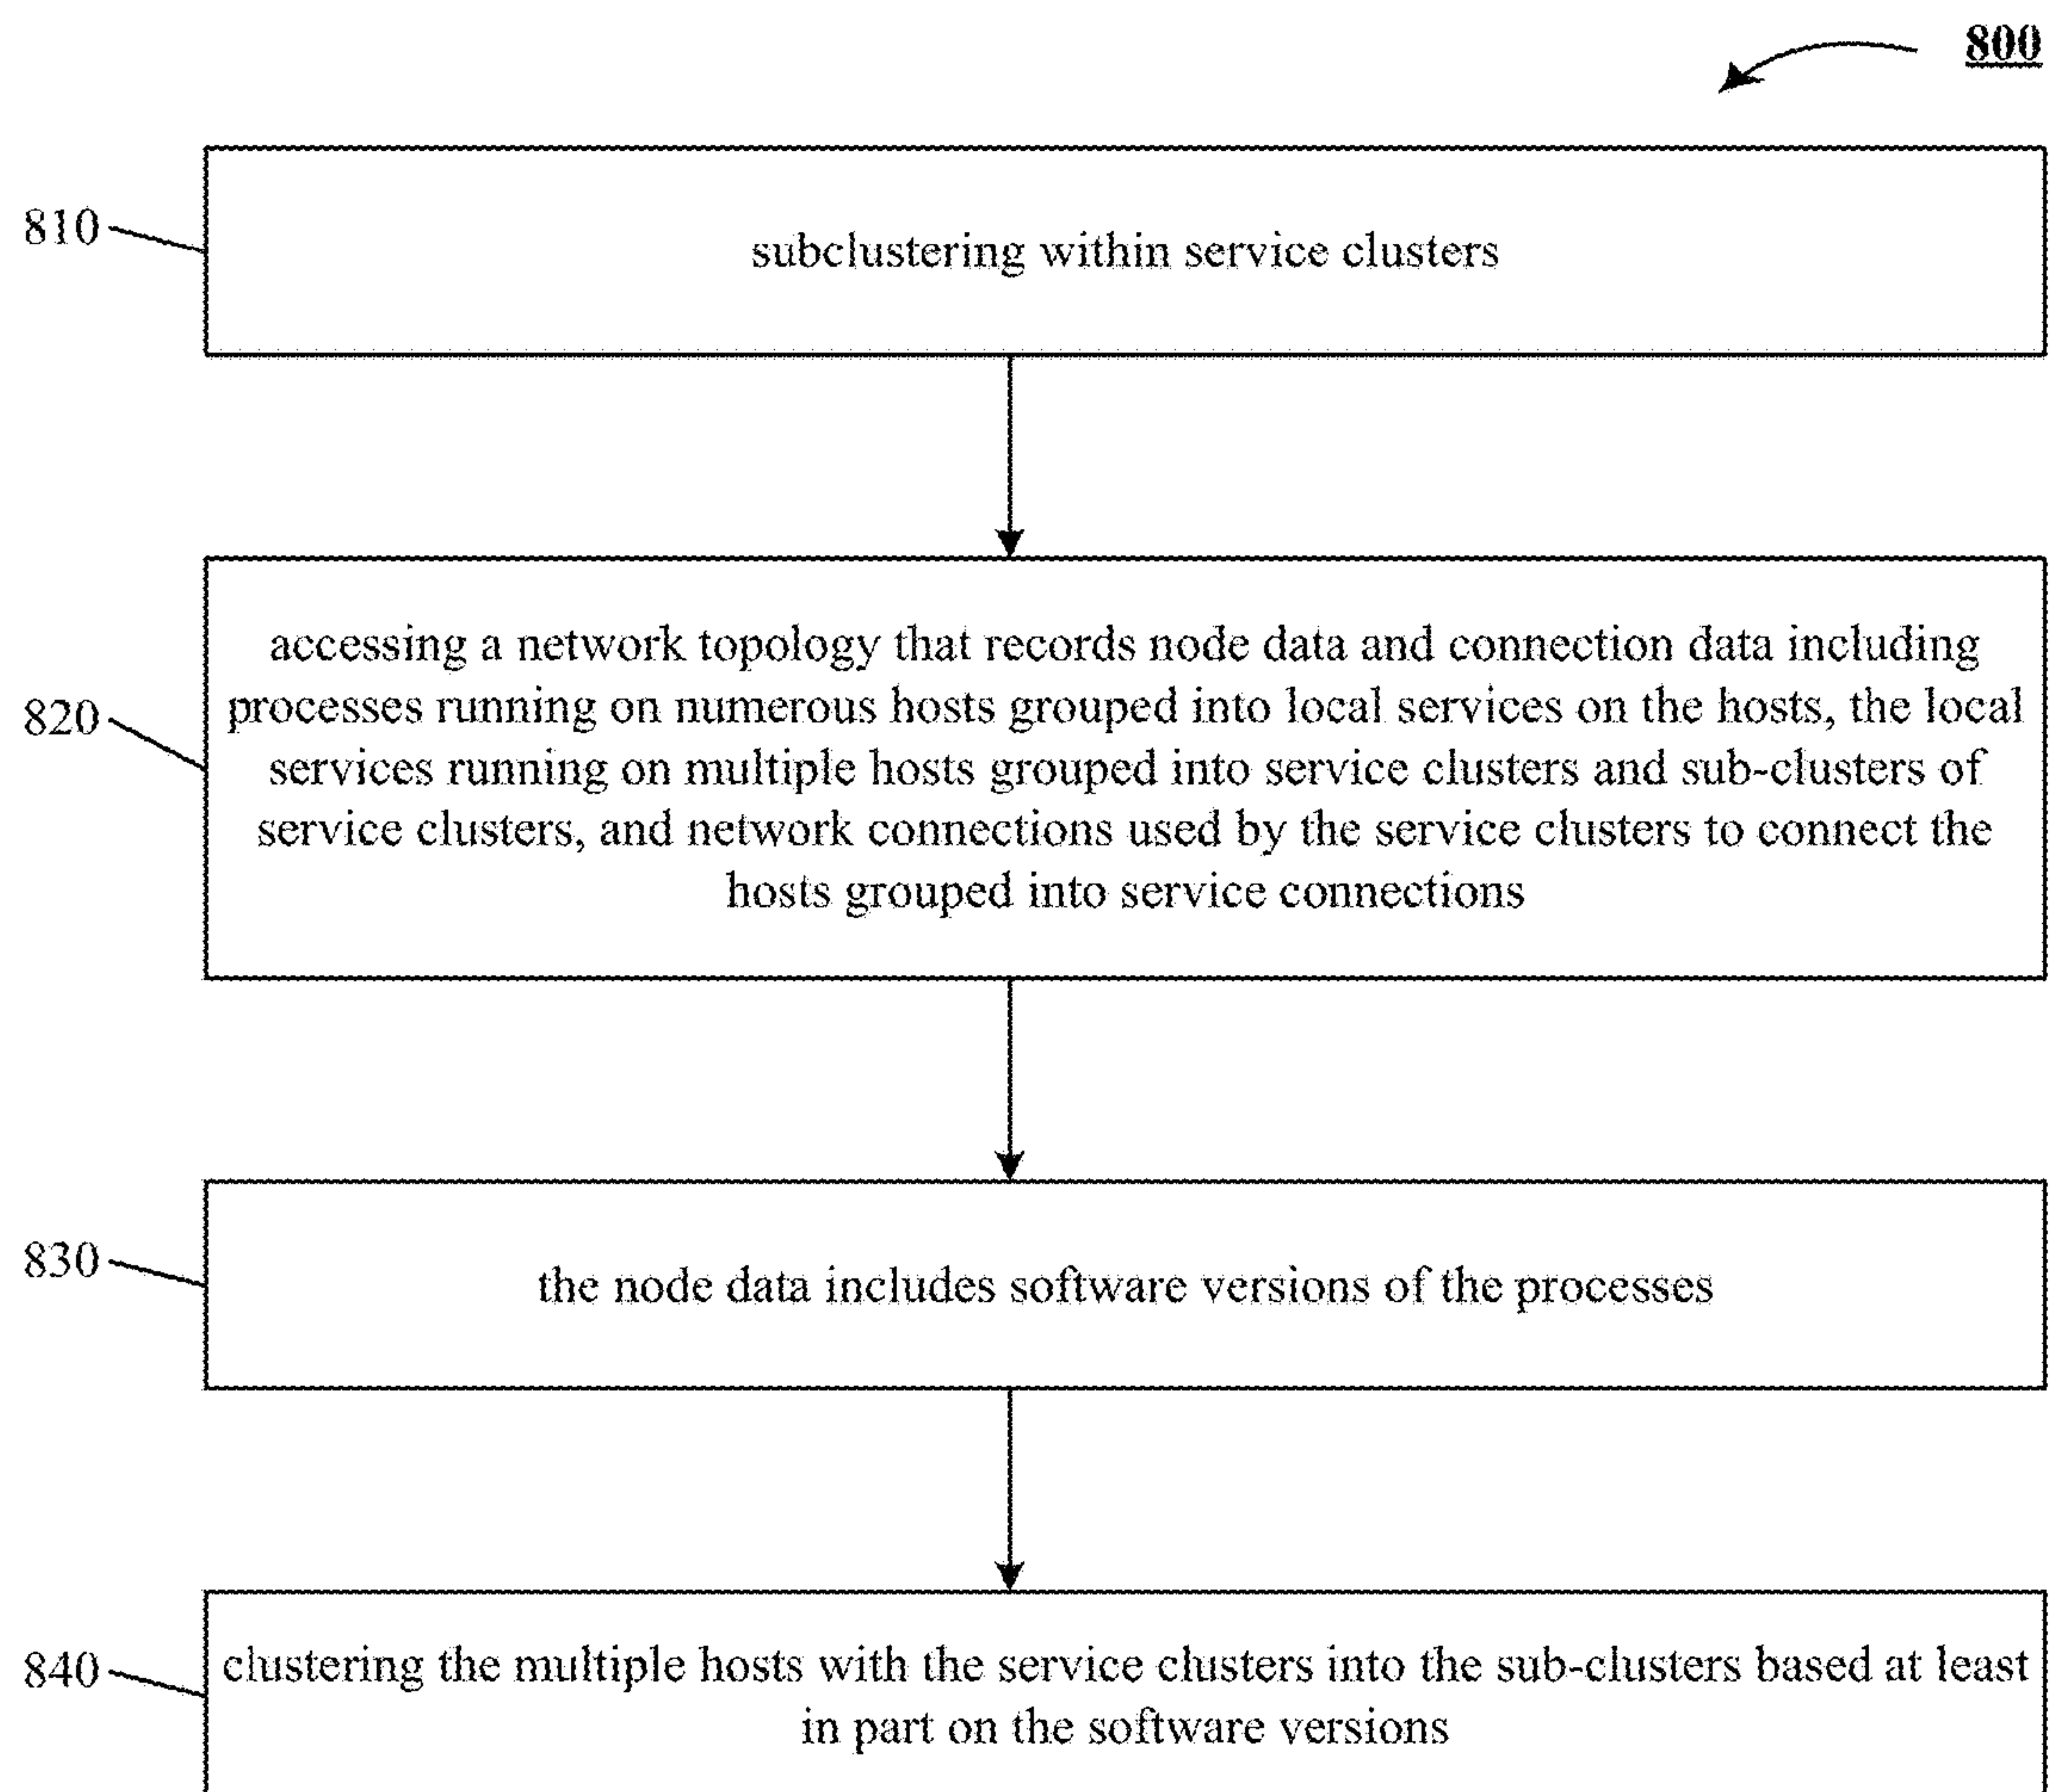 800
810
subclustering within service clusters
820
accessing a network topology that records node data and connection data including
processes running on numerous hosts grouped into local services on the hosts, the local
services running on multiple hosts grouped into service clusters and sub-clusters of
service clusters, and network connections used by the service clusters to connect the
hosts grouped into service connections
830
the node data includes software versions of the processes
840
clustering the multiple hosts with the service clusters into the sub-clusters based at least
in part on the software versions